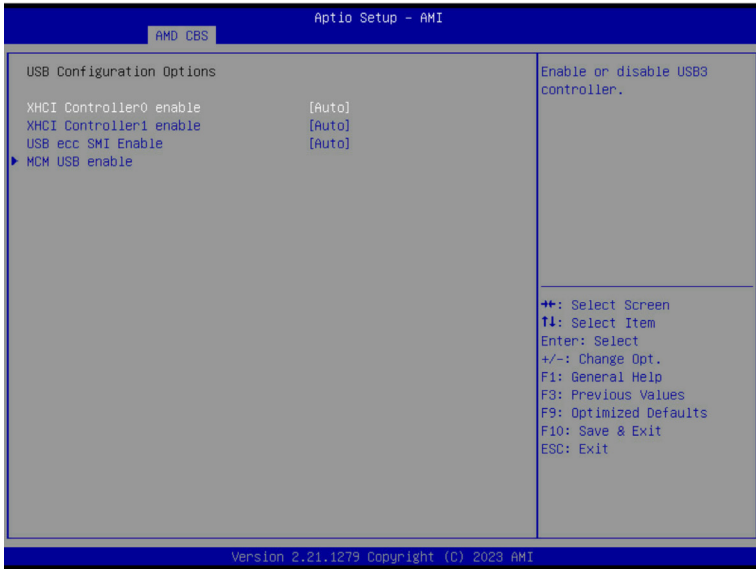 Aptio Setup – AMI
AMD CBS
USB Configuration Options
XHCI Controller0 enable [Auto]
XHCI Controller1 enable [Auto]
USB ecc SMI Enable [Auto]
MCM USB enable
Enable or disable USB3
controller.
→←: Select Screen
↑↓: Select Item
Enter: Select
+/-: Change Opt.
F1: General Help
F3: Previous Values
F9: Optimized Defaults
F10: Save & Exit
ESC: Exit
Version 2.21.1279 Copyright (C) 2023 AMI